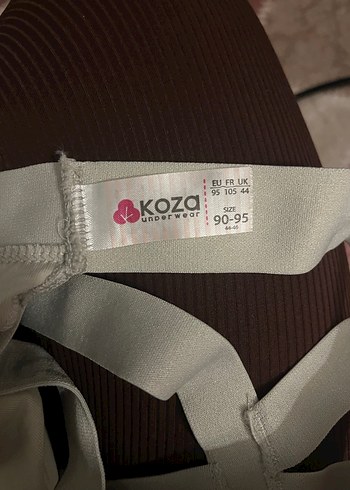 KOZA
underwear
EU FR UK
95 105 44
SIZE
90-95